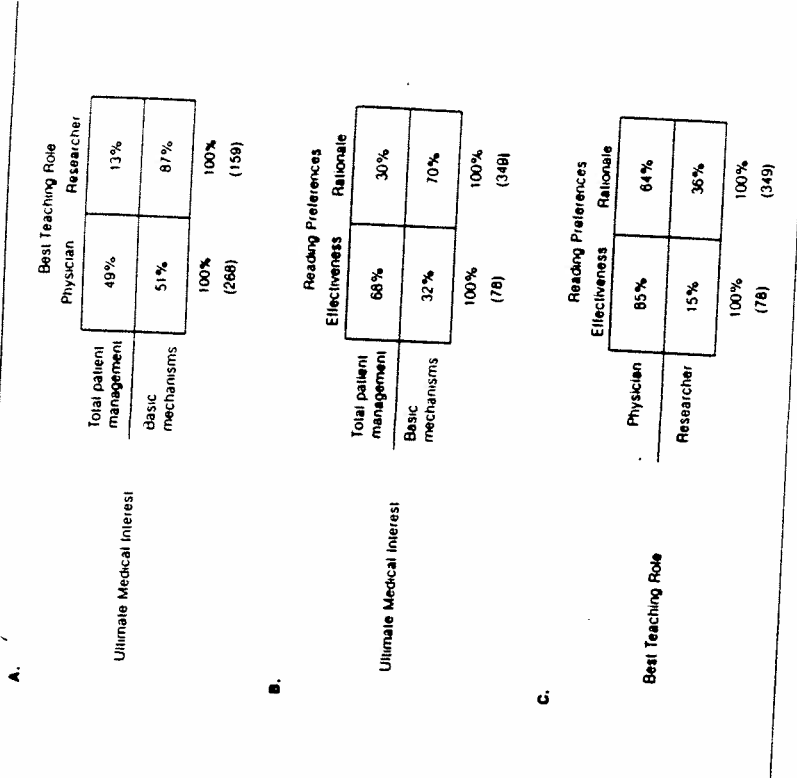 A.
Best Teaching Role
Physician Researcher
Ultimate Medical Interest
Total patient
management
49% 13%
Basic
mechanisms
51% 87%
100% 100%
(268) (159)
B.
Reading Preferences
Effectiveness Rationale
Ultimate Medical Interest
Total patient
management
68% 30%
Basic
mechanisms
32% 70%
100% 100%
(78) (349)
C.
Reading Preferences
Effectiveness Rationale
Best Teaching Role
Physician
85% 64%
Researcher
15% 36%
100% 100%
(78) (349)